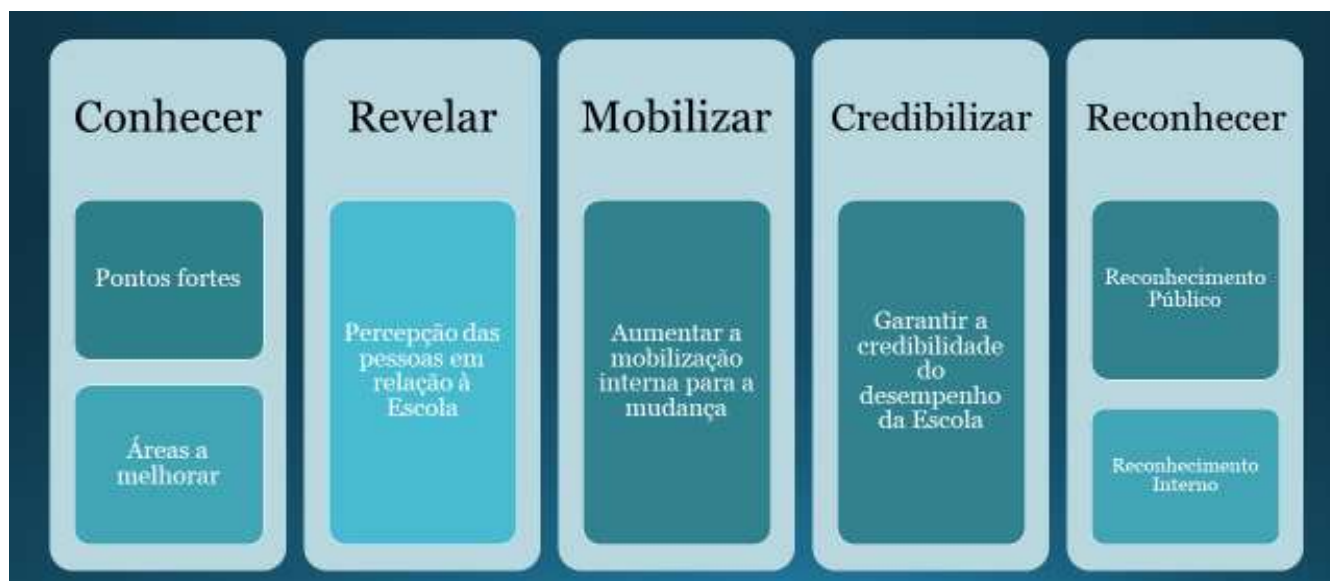 Conhecer
Pontos fortes
Áreas a
melhorar
Revelar
Percepção das
pessoas em
relação à
Escola
Mobilizar
Aumentar a
mobilização
interna para a
mudança
Credibilizar
Garantir a
credibilidade
do
desempenho
da Escola
Reconhecer
Reconhecimento
Público
Reconhecimento
Interno